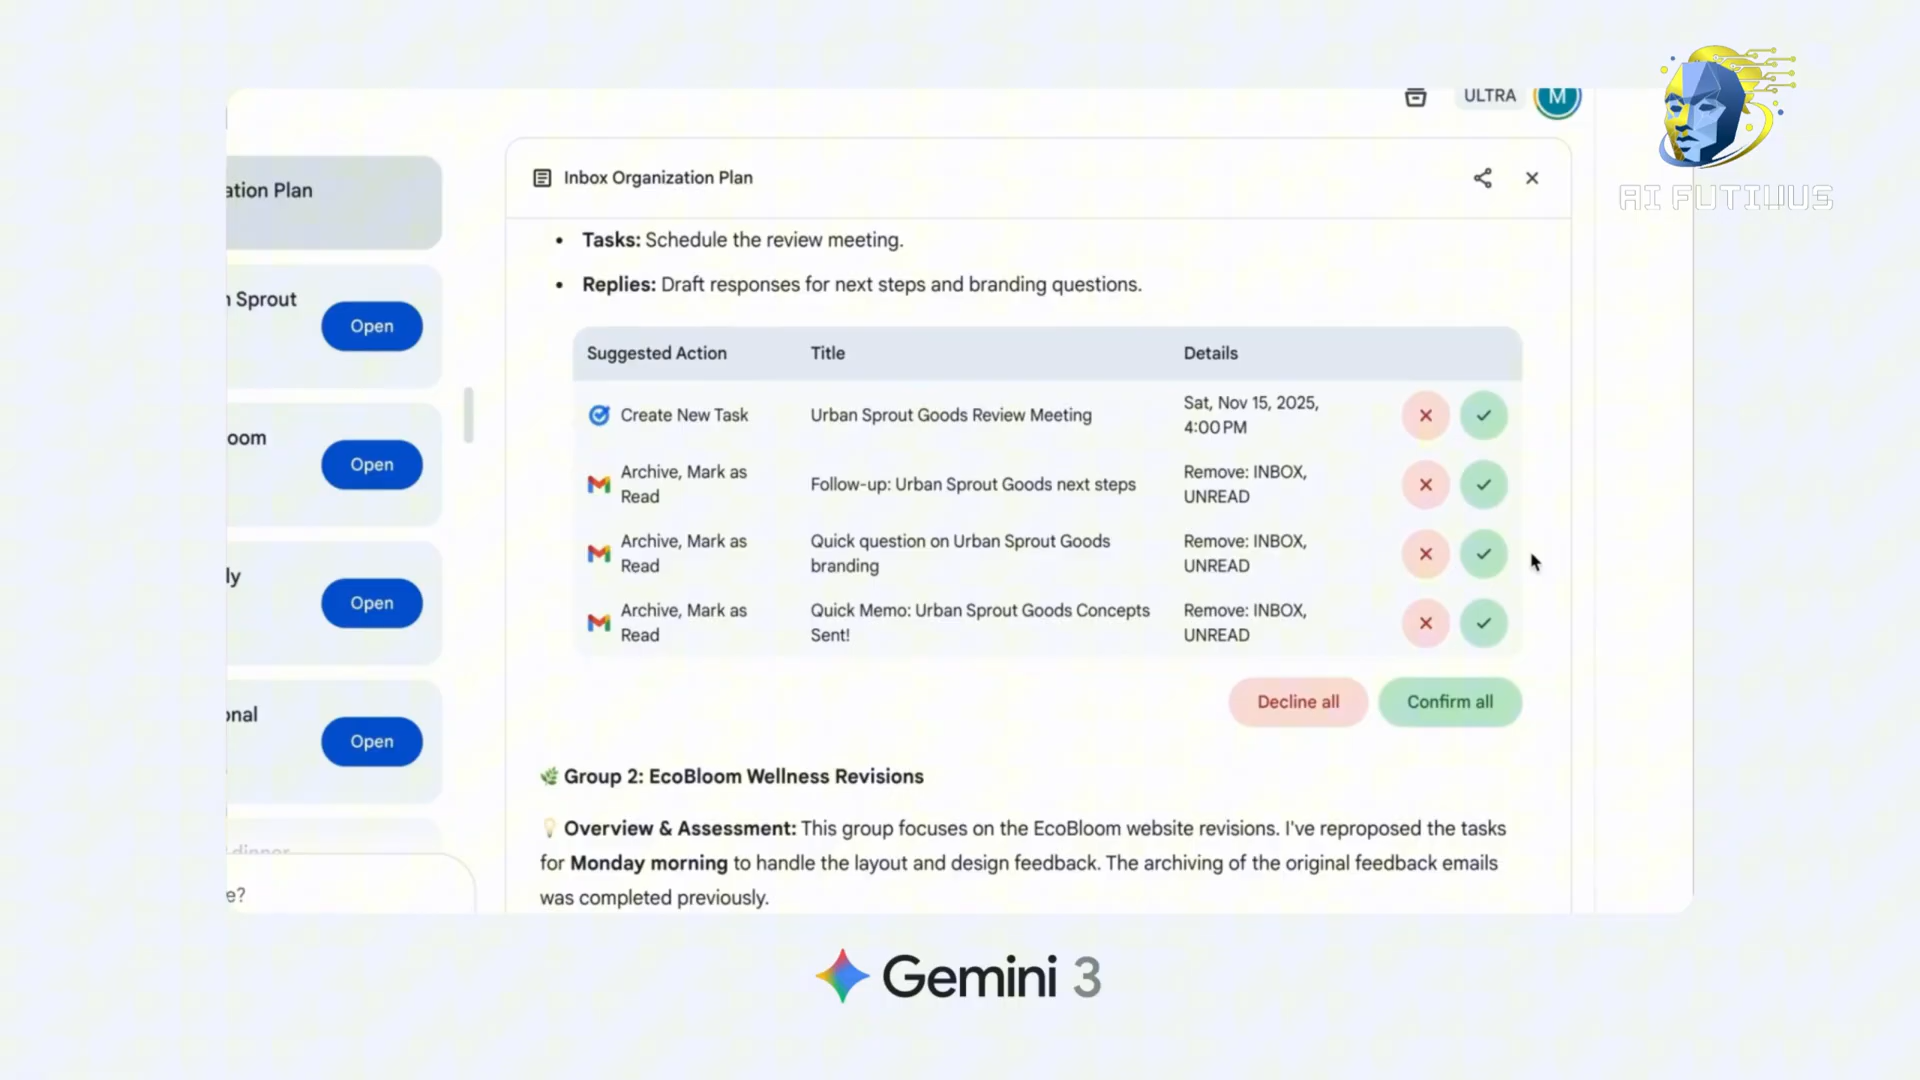 ULTRA
M
AI FUTIUUS
ation Plan
Inbox Organization Plan
Tasks: Schedule the review meeting.
n Sprout
Open
Replies: Draft responses for next steps and branding questions.
Suggested Action Title Details
Create New Task Urban Sprout Goods Review Meeting Sat, Nov 15, 2025,
4:00 PM
oom
Open
Archive, Mark as
Read
Follow-up: Urban Sprout Goods next steps
Remove: INBOX,
UNREAD
Archive, Mark as
Read
Quick question on Urban Sprout Goods
branding
Remove: INBOX,
UNREAD
ly
Open
Archive, Mark as
Read
Quick Memo: Urban Sprout Goods Concepts
Sent!
Remove: INBOX,
UNREAD
onal
Open
Decline all
Confirm all
Group 2: EcoBloom Wellness Revisions
Overview & Assessment: This group focuses on the EcoBloom website revisions. I've reproposed the tasks
for Monday morning to handle the layout and design feedback. The archiving of the original feedback emails
was completed previously.
dinner
e?
Gemini 3